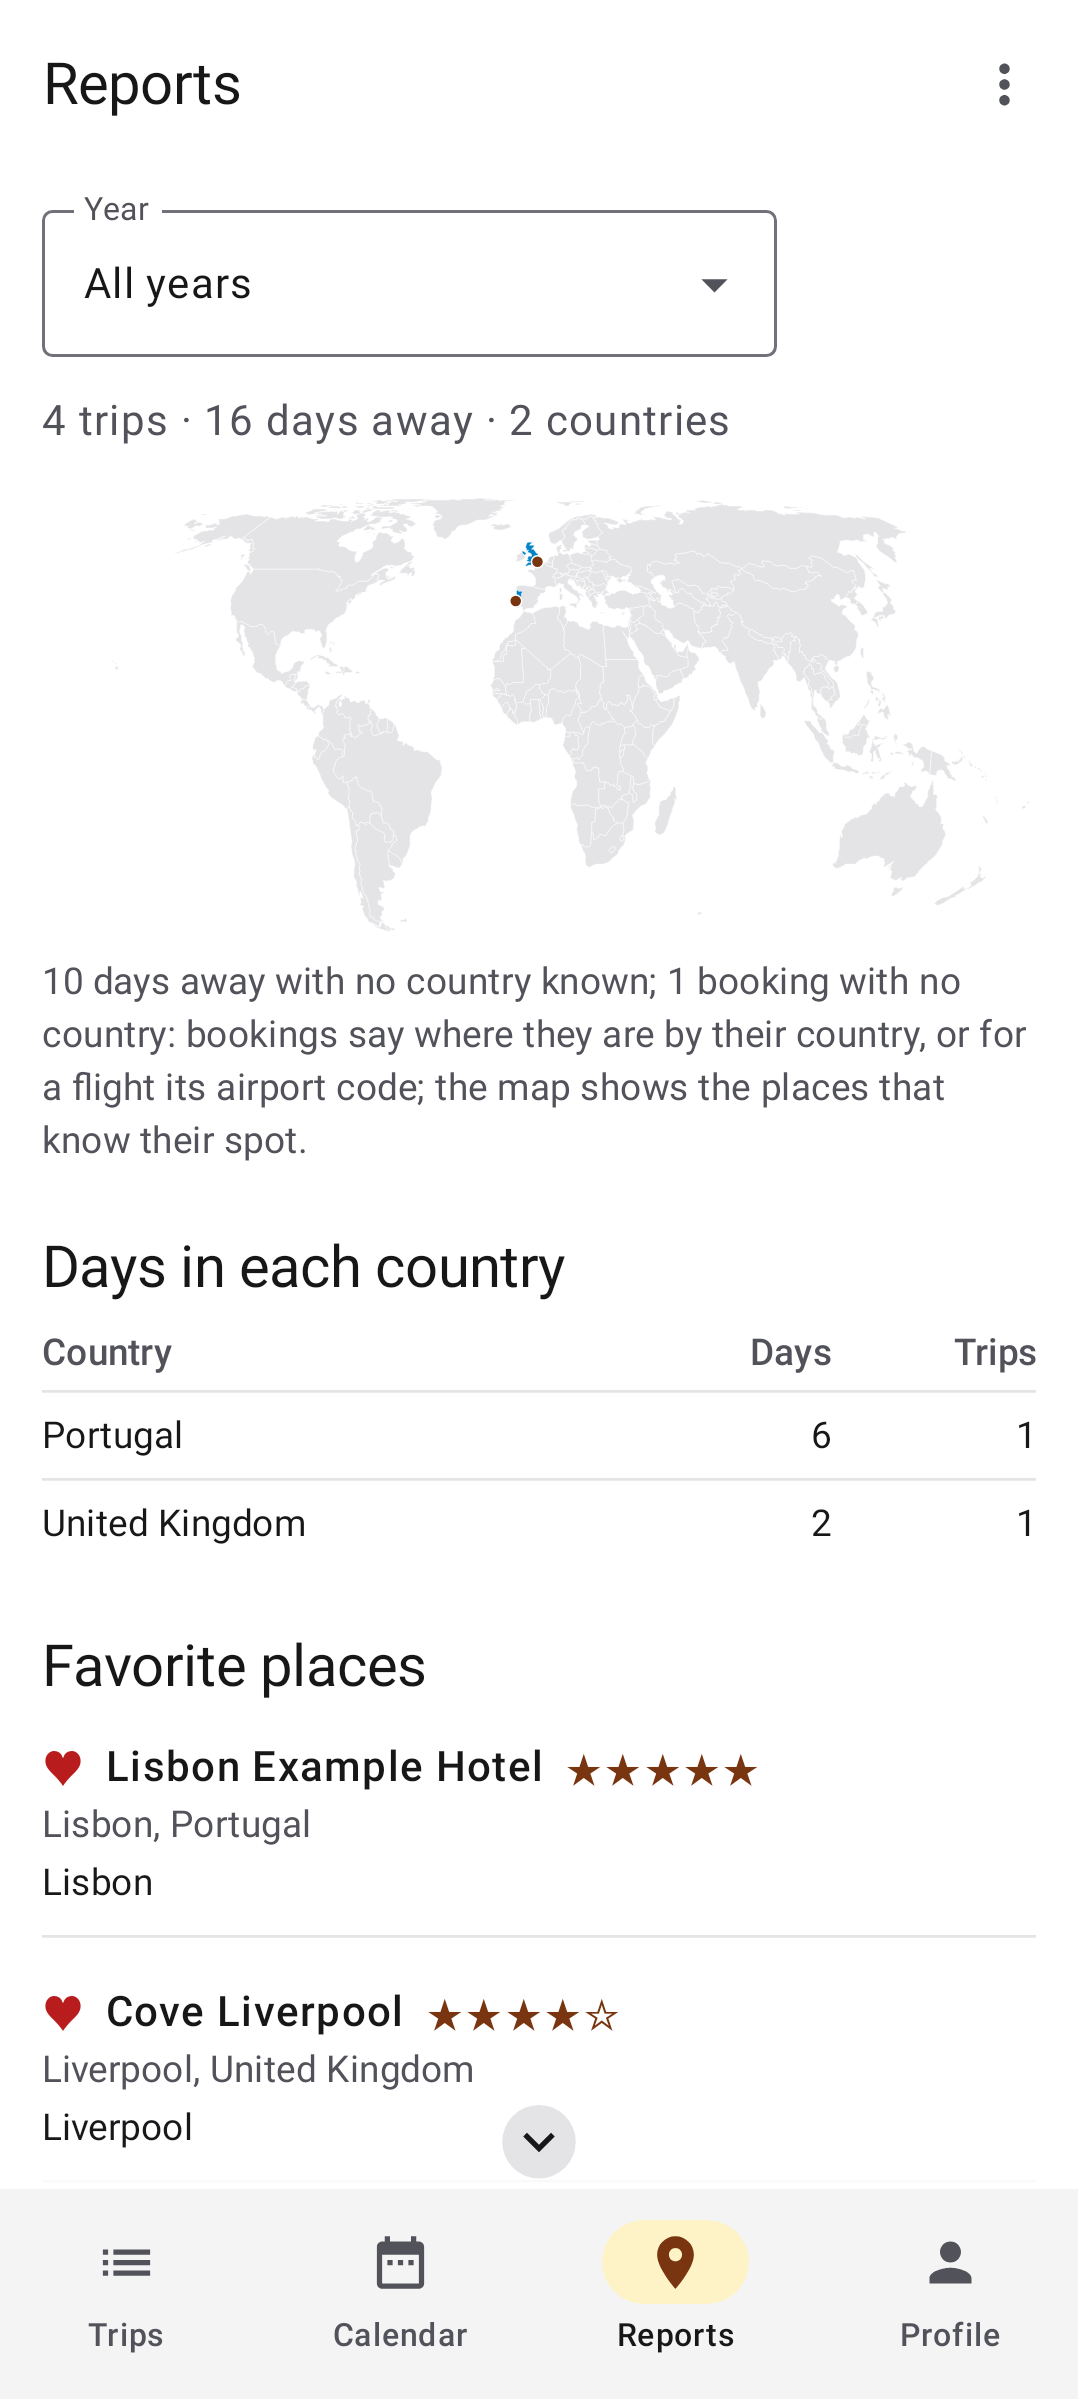 Reports
Year
All years
4 trips · 16 days away · 2 countries
10 days away with no country known; 1 booking with no
country: bookings say where they are by their country, or for
a flight its airport code; the map shows the places that
know their spot.
Days in each country
Country Days Trips
Portugal 6 1
United Kingdom 2 1
Favorite places
Lisbon Example Hotel ★★★★★
Lisbon, Portugal
Lisbon
Cove Liverpool ★★★★☆
Liverpool, United Kingdom
Liverpool
Trips Calendar Reports Profile